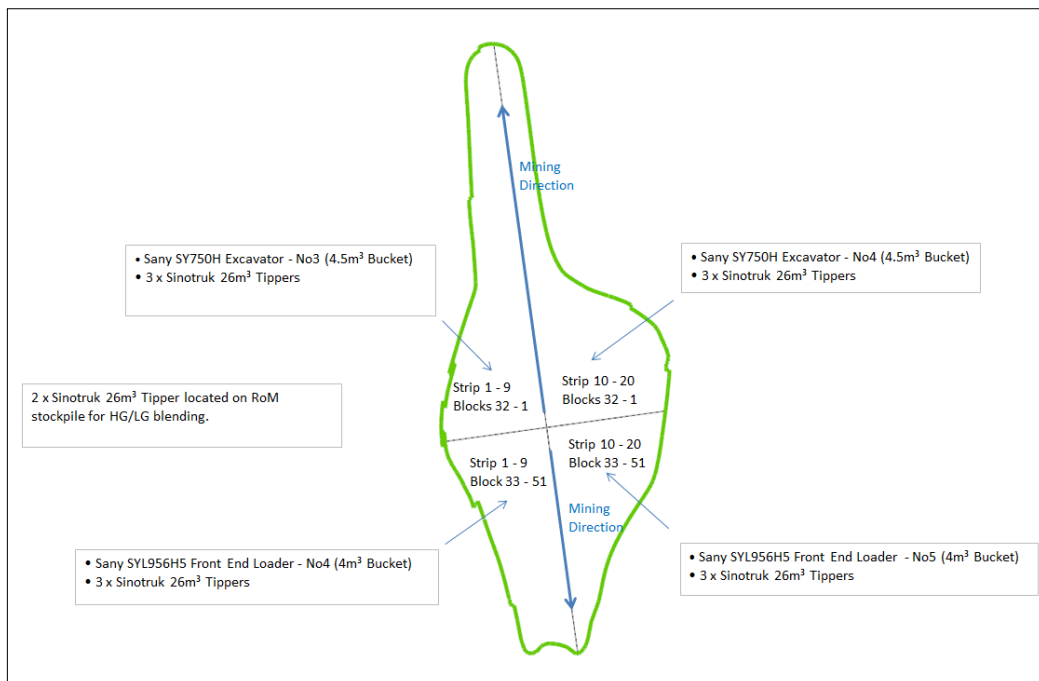 Mining
Direction
• Sany SY750H Excavator - No3 (4.5m³ Bucket)
• 3 x Sinotruk 26m³ Tippers
• Sany SY750H Excavator - No4 (4.5m³ Bucket)
• 3 x Sinotruk 26m³ Tippers
2 x Sinotruk 26m³ Tipper located on RoM
stockpile for HG/LG blending.
Strip 1 - 9
Blocks 32 - 1
Strip 10 - 20
Blocks 32 - 1
Strip 1 - 9
Block 33 - 51
Strip 10 - 20
Block 33 - 51
Mining
Direction
• Sany SYL956H5 Front End Loader - No4 (4m³ Bucket)
• 3 x Sinotruk 26m³ Tippers
• Sany SYL956H5 Front End Loader - No5 (4m³ Bucket)
• 3 x Sinotruk 26m³ Tippers